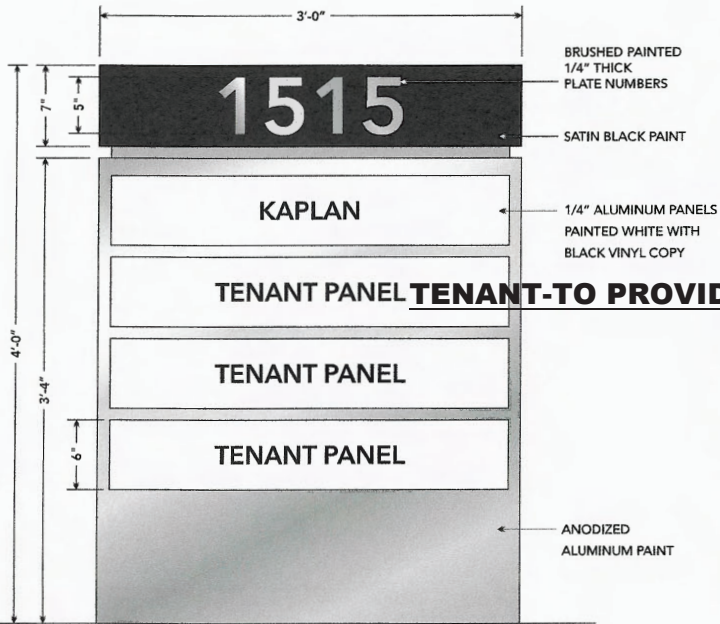 3'-0"
BRUSHED PAINTED
1/4" THICK
PLATE NUMBERS
7"
5"
1515
SATIN BLACK PAINT
KAPLAN
1/4" ALUMINUM PANELS
PAINTED WHITE WITH
BLACK VINYL COPY
TENANT PANEL
TENANT-TO PROVID
4'-0"
3'-4"
TENANT PANEL
6"
TENANT PANEL
ANODIZED
ALUMINUM PAINT